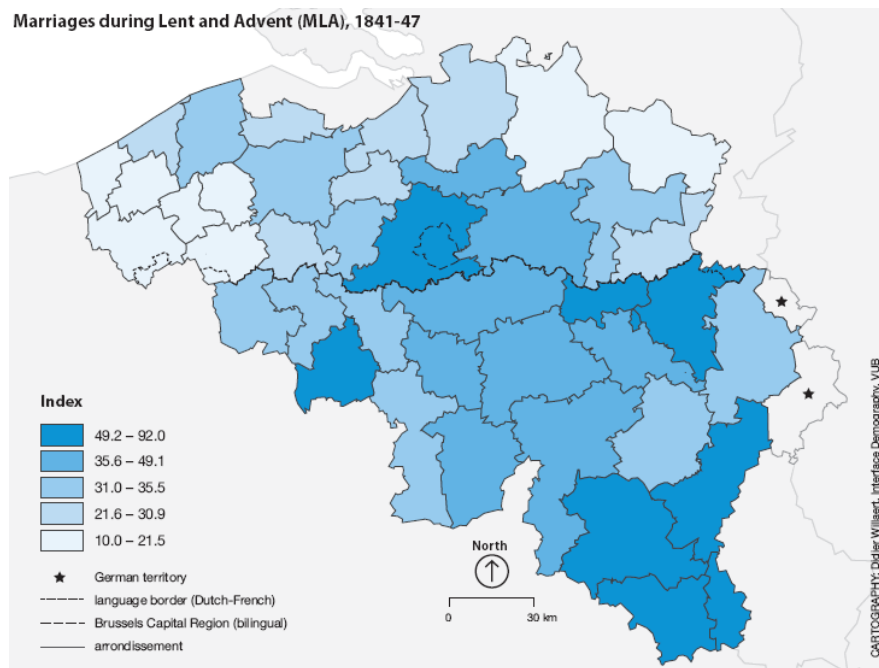 Marriages during Lent and Advent (MLA), 1841-47
Index
49.2 – 92.0
35.6 – 49.1
31.0 – 35.5
21.6 – 30.9
10.0 – 21.5
German territory
language border (Dutch-French)
Brussels Capital Region (bilingual)
arrondissement
North
0 30 km
CARTOGRAPHY: Didier Willaert, Interface Demography, VUB